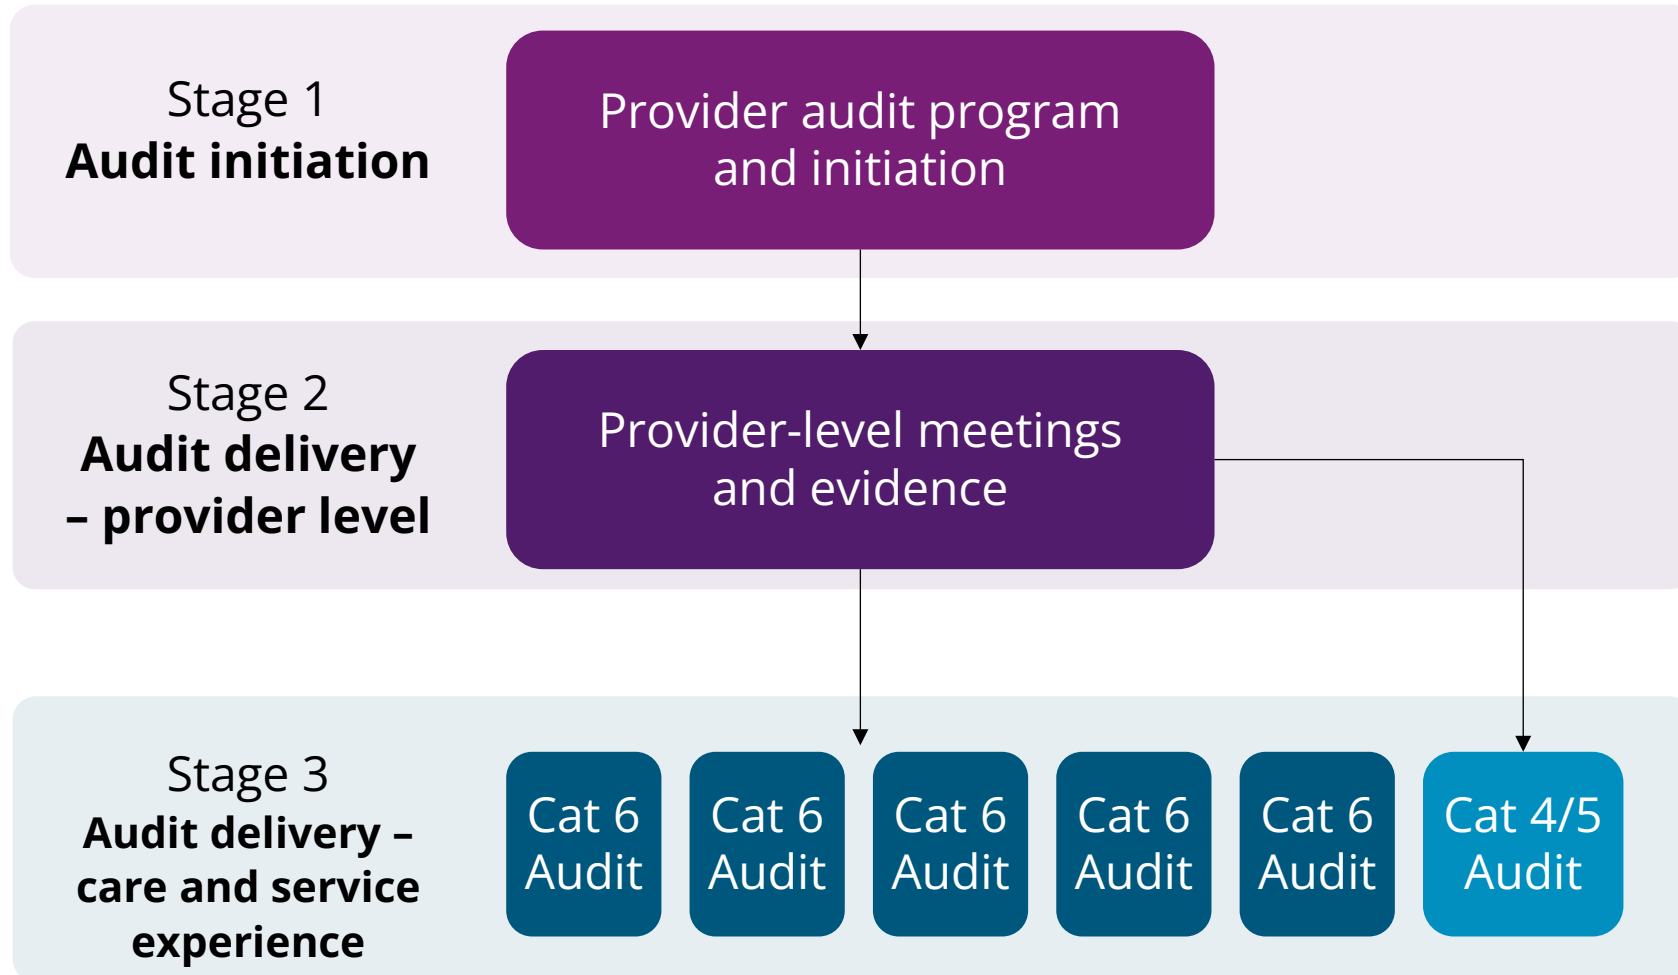 Stage 1
Audit initiation
Provider audit program
and initiation
Stage 2
Audit delivery
– provider level
Provider-level meetings
and evidence
Stage 3
Audit delivery –
care and service
experience
Cat 6
Audit
Cat 6
Audit
Cat 6
Audit
Cat 6
Audit
Cat 6
Audit
Cat 4/5
Audit